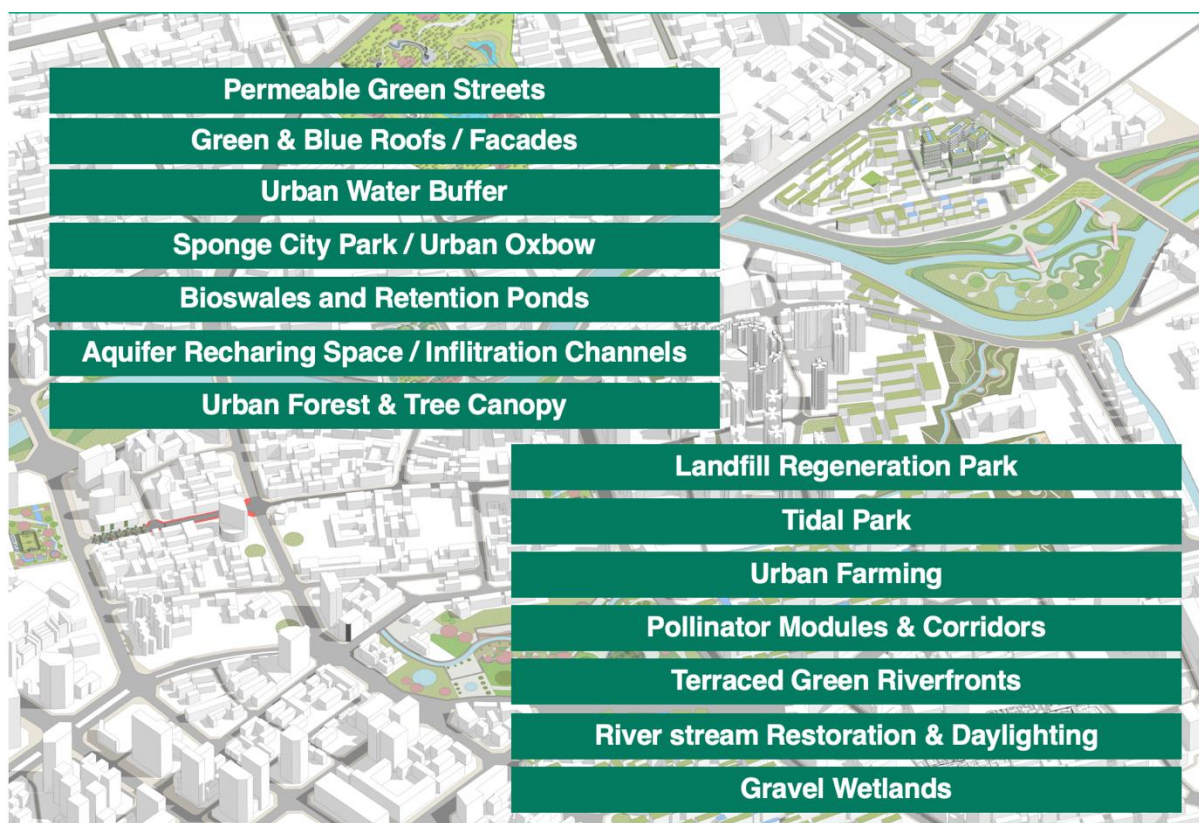 Permeable Green Streets
Green & Blue Roofs / Facades
Urban Water Buffer
Sponge City Park / Urban Oxbow
Bioswales and Retention Ponds
Aquifer Recharing Space / Inflitration Channels
Urban Forest & Tree Canopy
Landfill Regeneration Park
Tidal Park
Urban Farming
Pollinator Modules & Corridors
Terraced Green Riverfronts
River stream Restoration & Daylighting
Gravel Wetlands